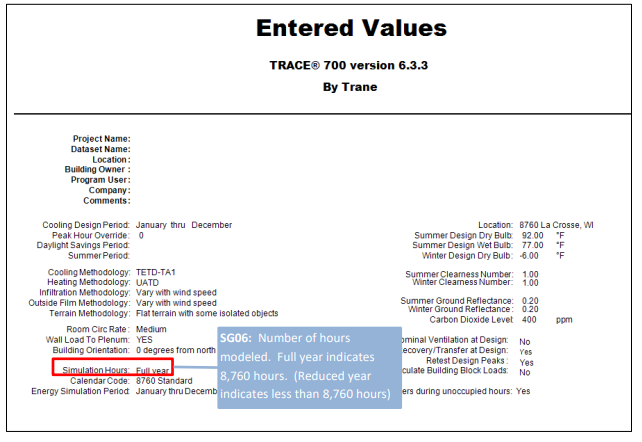 Entered Values
TRACE® 700 version 6.3.3
By Trane
Project Name:
Dataset Name:
Location:
Building Owner :
Program User:
Company:
Comments:
Cooling Design Period: January thru December
Peak Hour Override: 0
Daylight Savings Period:
Summer Period:
Cooling Methodology: TETD-TA1
Heating Methodology: UATD
Infiltration Methodology: Vary with wind speed
Outside Film Methodology: Vary with wind speed
Terrain Methodology: Flat terrain with some isolated objects
Room Circ Rate: Medium
Wall Load To Plenum: YES
Building Orientation: 0 degrees from north
Simulation Hours: Full year
Calendar Code: 8760 Standard
Energy Simulation Period: January thru Decemb
Location: 8760 La Crosse, WI
Summer Design Dry Bulb: 92.00 °F
Summer Design Wet Bulb: 77.00 °F
Winter Design Dry Bulb: -6.00 °F
Summer Clearness Number: 1.00
Winter Clearness Number: 1.00
Summer Ground Reflectance: 0.20
Winter Ground Reflectance: 0.20
Carbon Dioxide Level: 400 ppm
ominal Ventilation at Design: No
ecovery/Transfer at Design: Yes
Retest Design Peaks: Yes
culate Building Block Loads: No
ers during unoccupied hours: Yes
SG06: Number of hours
modeled. Full year indicates
8,760 hours. (Reduced year
indicates less than 8,760 hours)